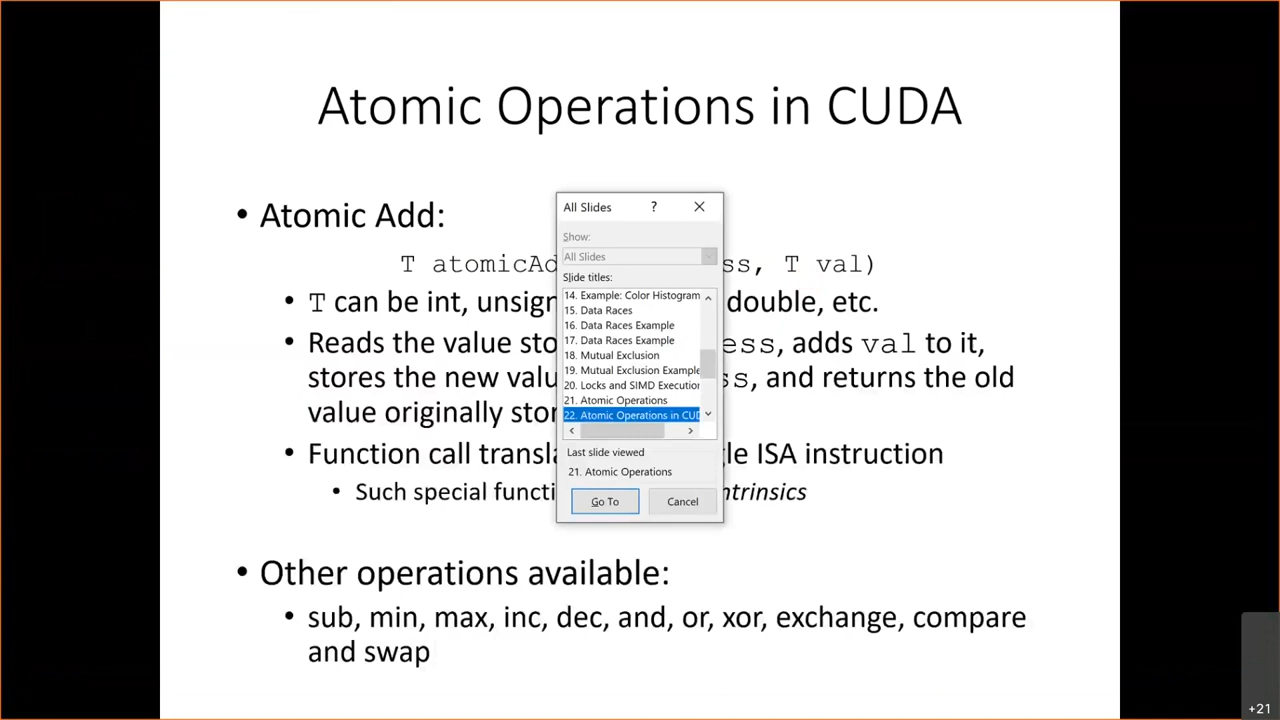 Atomic Operations in CUDA
• Atomic Add:
T atomicAd ss, T val)
• T can be int, unsign double, etc.
• Reads the value sto ess, adds val to it,
stores the new valu ss, and returns the old
value originally stor
• Function call transla gle ISA instruction
• Such special functi ntrinsics
• Other operations available:
• sub, min, max, inc, dec, and, or, xor, exchange, compare
and swap
All Slides ?
Show:
All Slides
Slide titles:
14. Example: Color Histogram
15. Data Races
16. Data Races Example
17. Data Races Example
18. Mutual Exclusion
19. Mutual Exclusion Example
20. Locks and SIMD Execution
21. Atomic Operations
22. Atomic Operations in CUD
Last slide viewed
21. Atomic Operations
Go To Cancel
+21